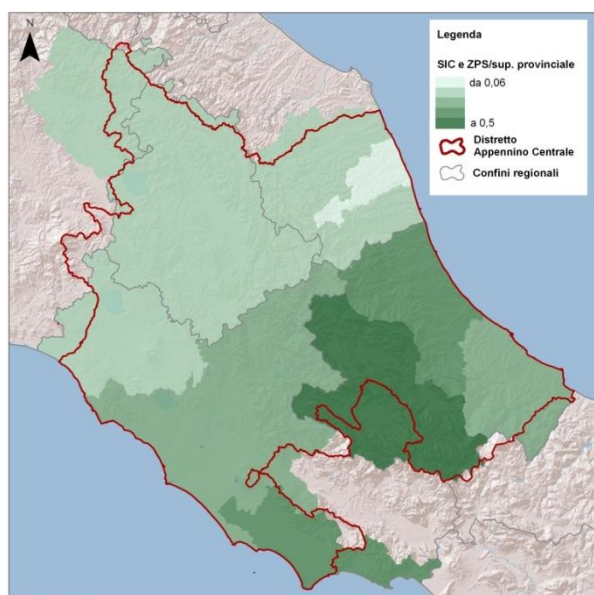 N
Legenda
SIC e ZPS/sup. provinciale
da 0,06
a 0,5
Distretto
Appennino Centrale
Confini regionali